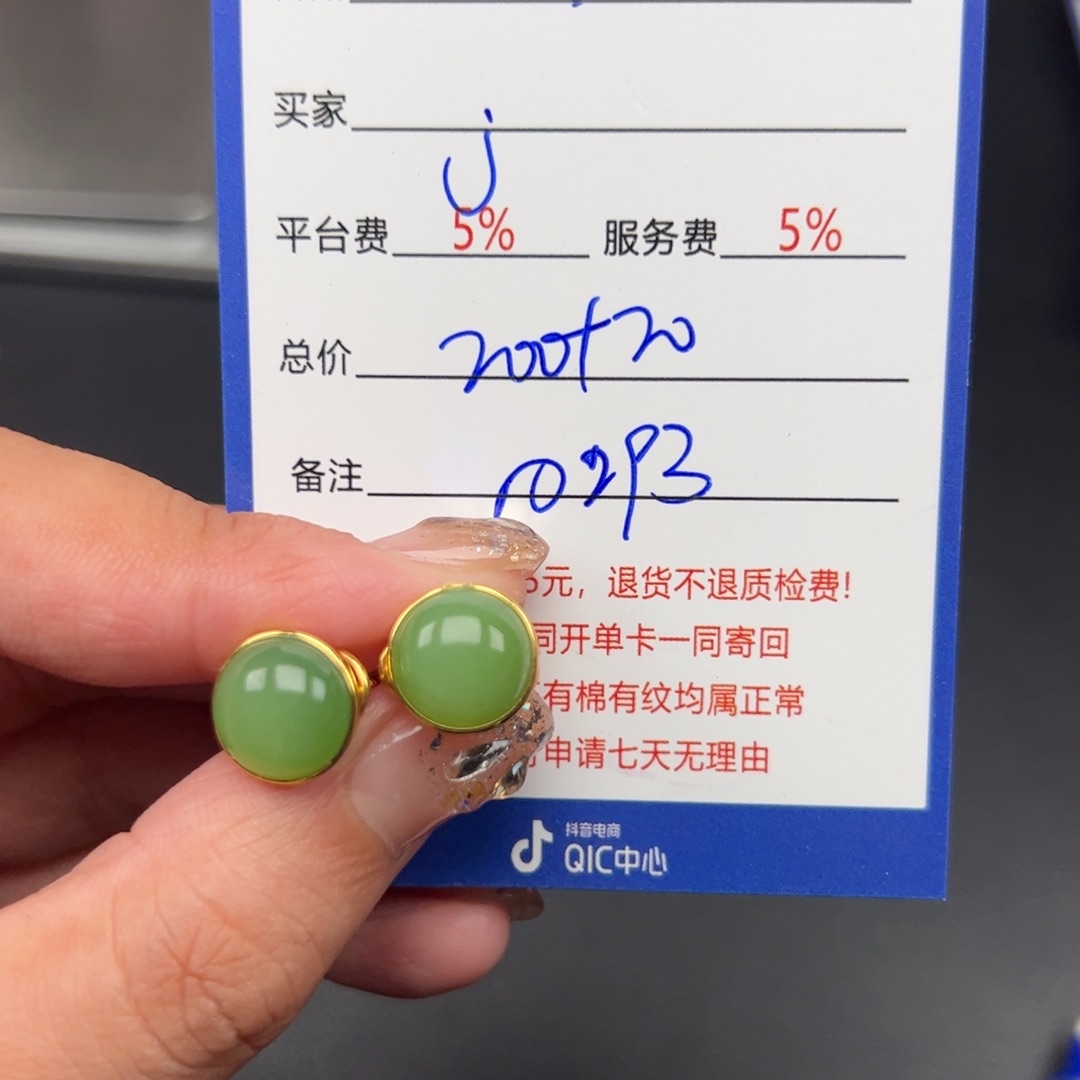 买家
j
平台费 5% 服务费 5%
总价 200+20
备注
元，退货不退质检费!
同开单卡一同寄回
有棉有纹均属正常
申请七天无理由
抖音电商
QIC中心